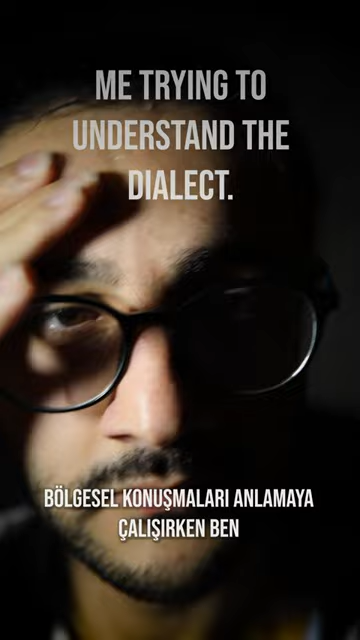 ME TRYING TO
UNDERSTAND THE
DIALECT.
BÖLGESEL KONUŞMALARI ANLAMAYA
ÇALIŞIRKEN BEN